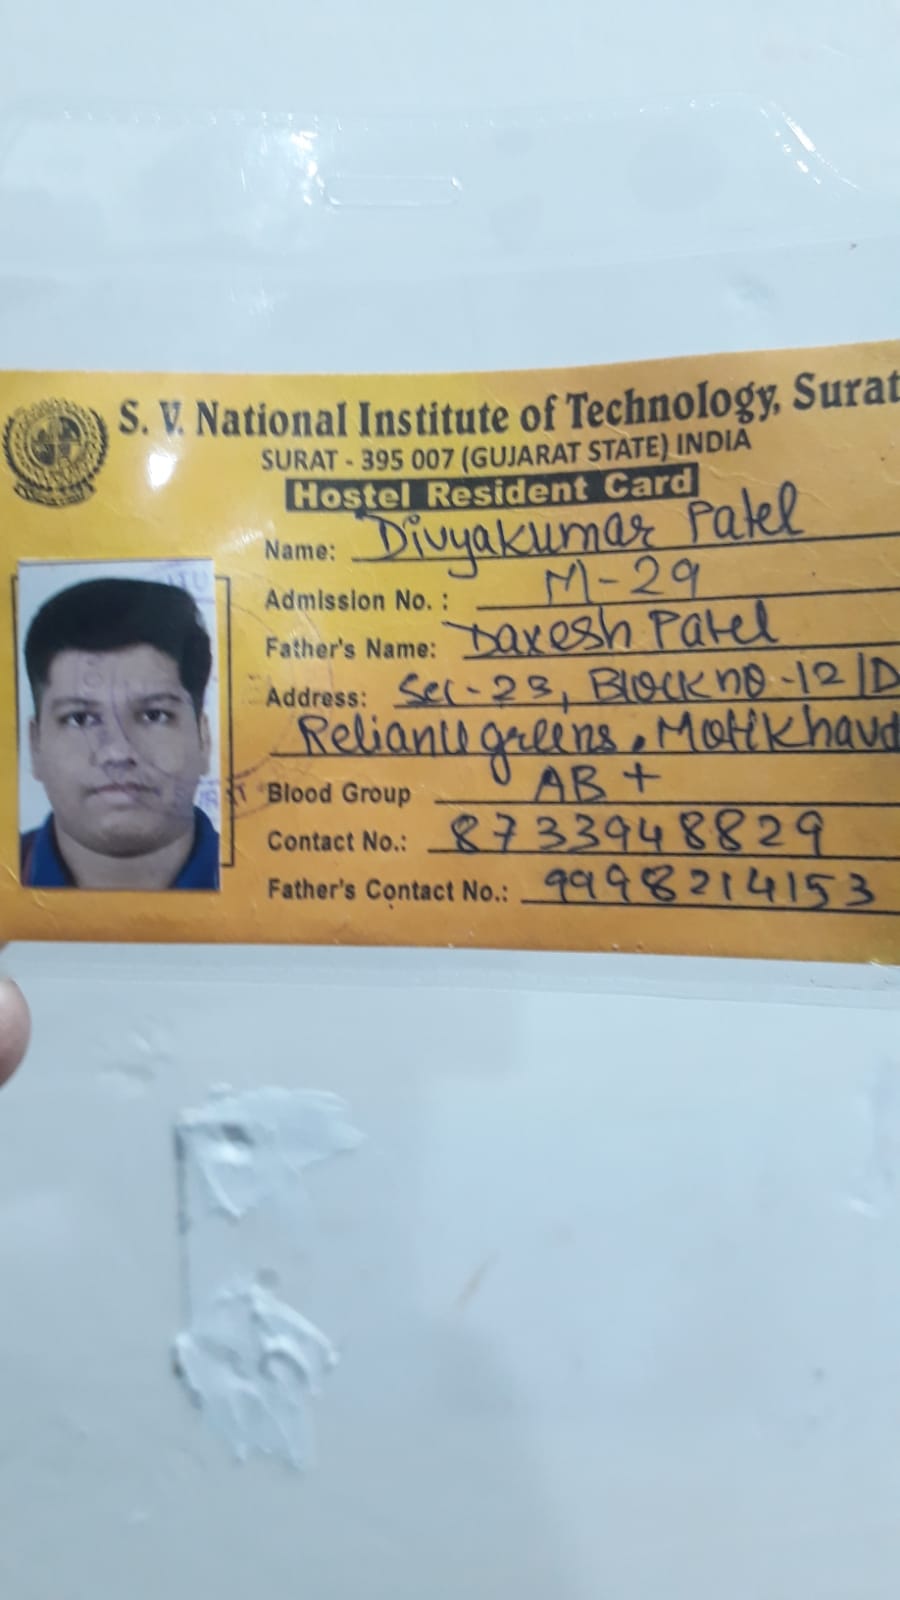 S. V. National Institute of Technology, Surat
SURAT - 395 007 (GUJARAT STATE) INDIA
Hostel Resident Card
Name: Divyakumar Patel
Admission No. : M-29
Father's Name: Daxesh Patel
Address: Sec-23, Block no-12/D
Reliance greens, Motikhavd
Blood Group AB +
Contact No.: 8733948829
Father's Contact No.: 9998214153